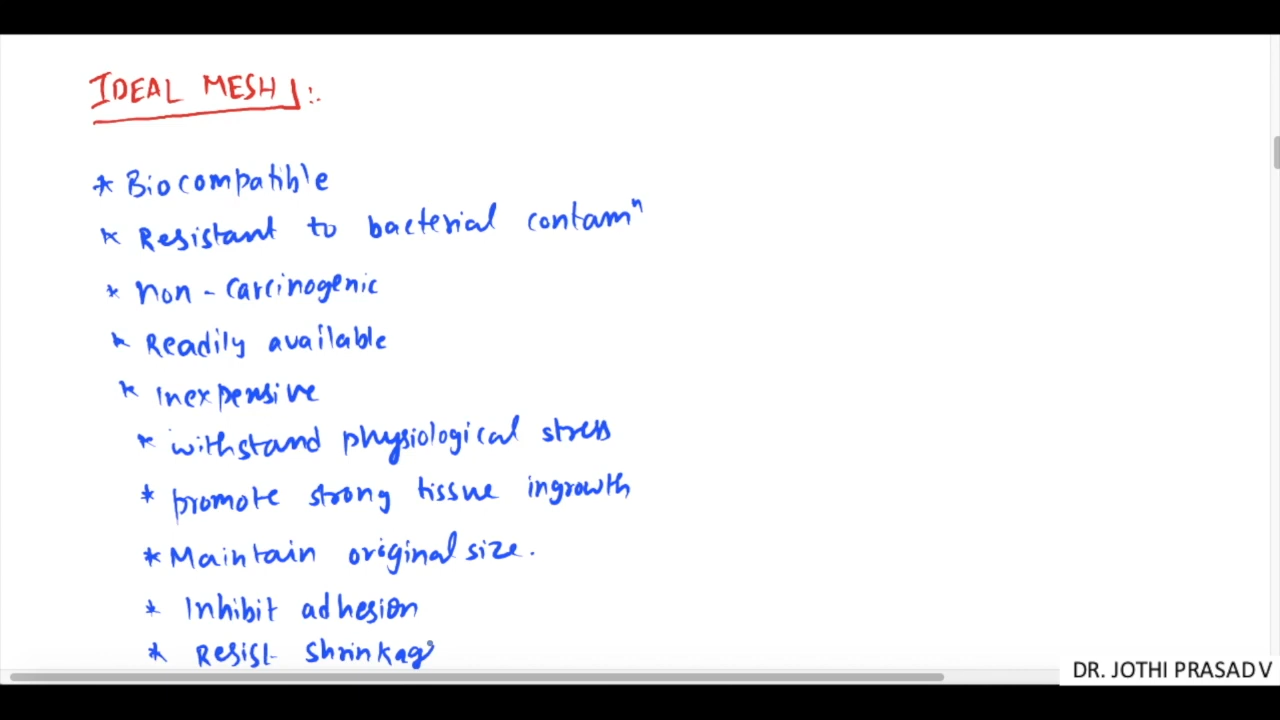 IDEAL MESH :.
* Biocompatible
* Resistant to bacterial contamⁿ
* Non - carcinogenic
* Readily available
* Inexpensive
* withstand physiological stress
* promote strong tissue ingrowth
* Maintain original size.
* Inhibit adhesion
* Resist shrinkag
DR. JOTHI PRASAD V